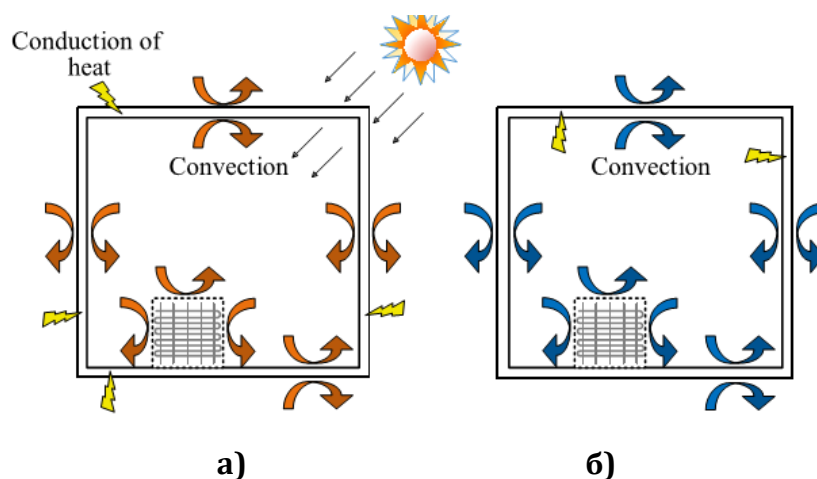 Conduction of
heat
Convection
Convection
а)
б)